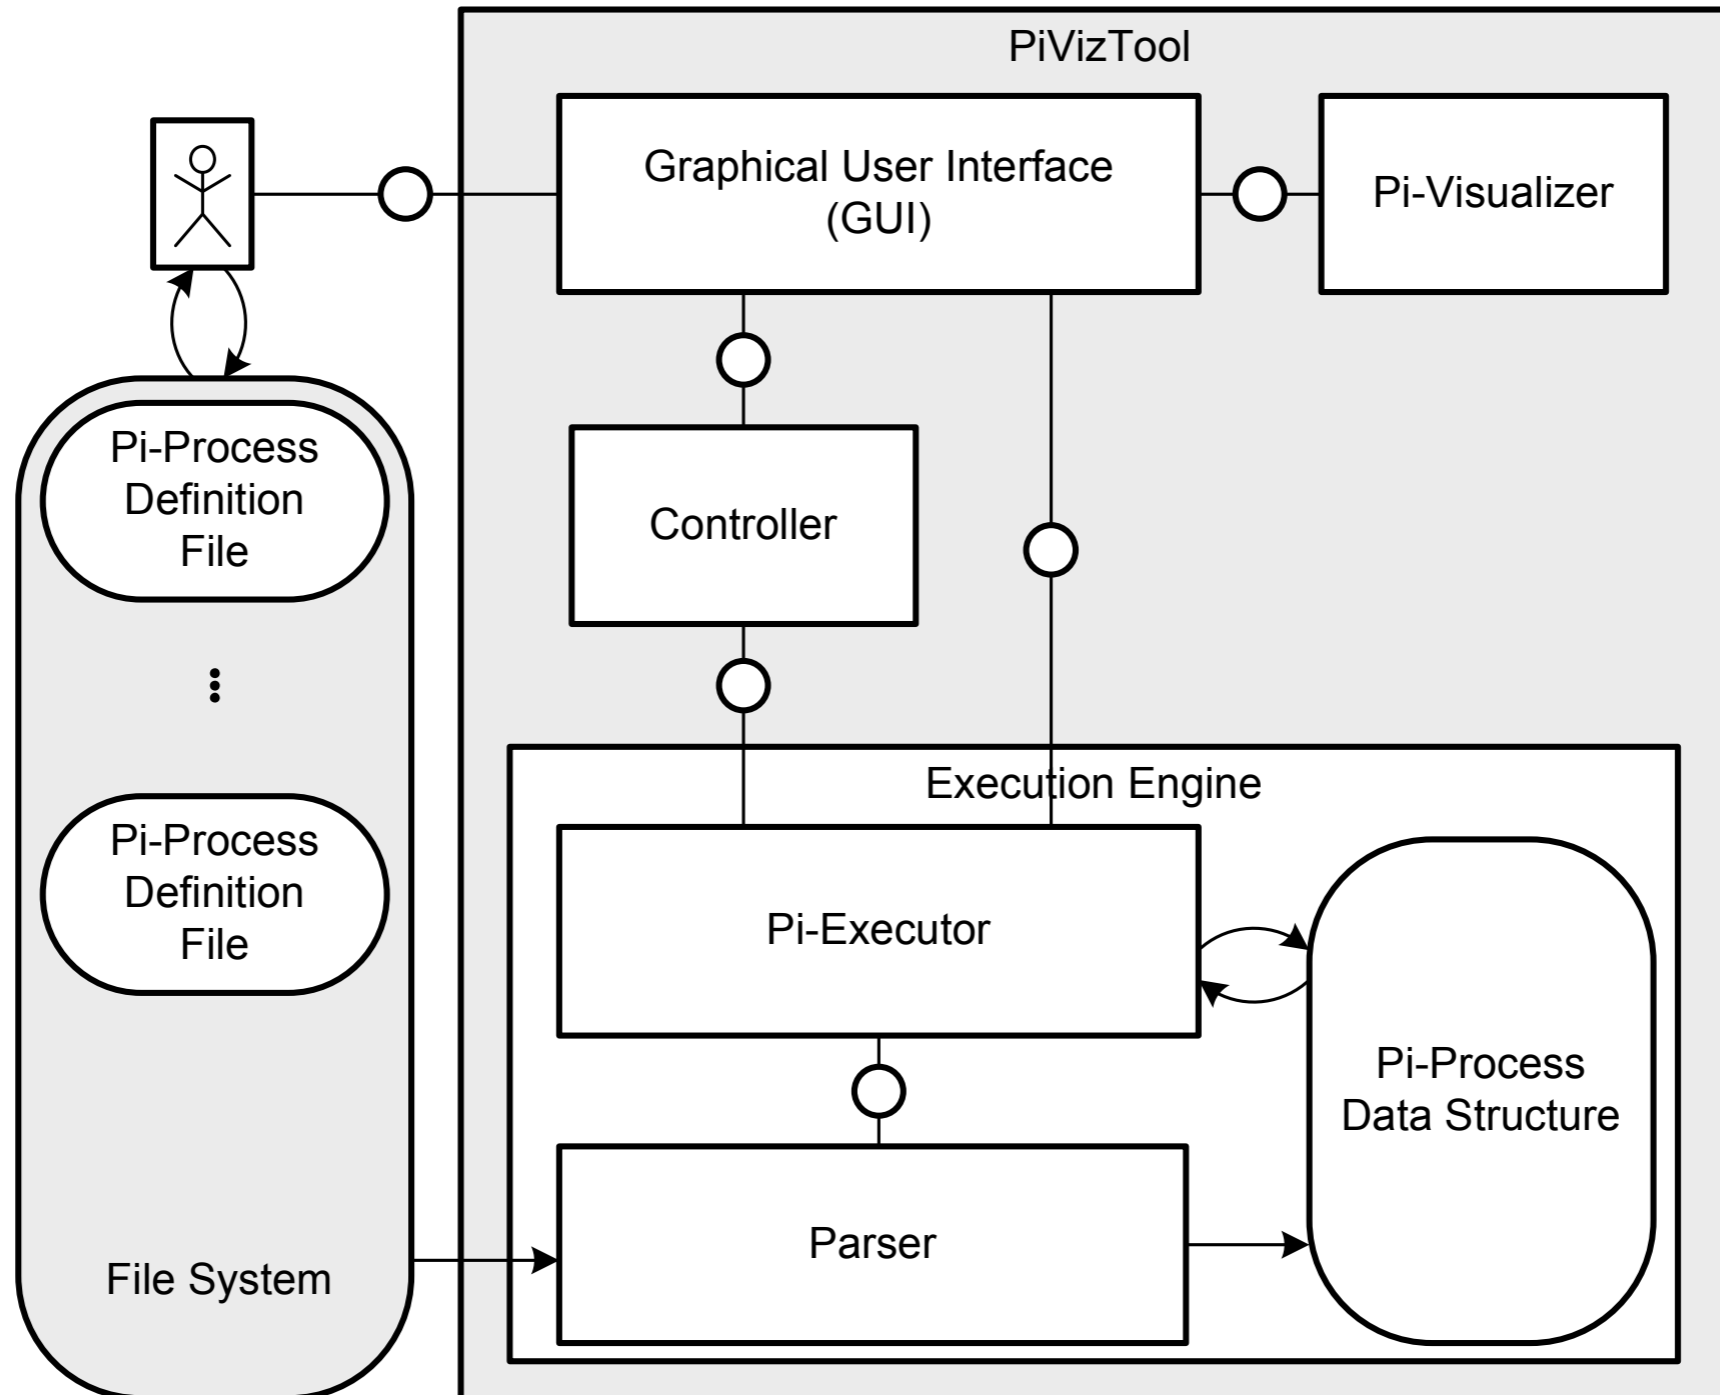 PiVizTool
Graphical User Interface
(GUI)
Pi-Visualizer
Pi-Process
Definition
File
Controller
Execution Engine
Pi-Process
Definition
File
Pi-Executor
Pi-Process
Data Structure
Parser
File System